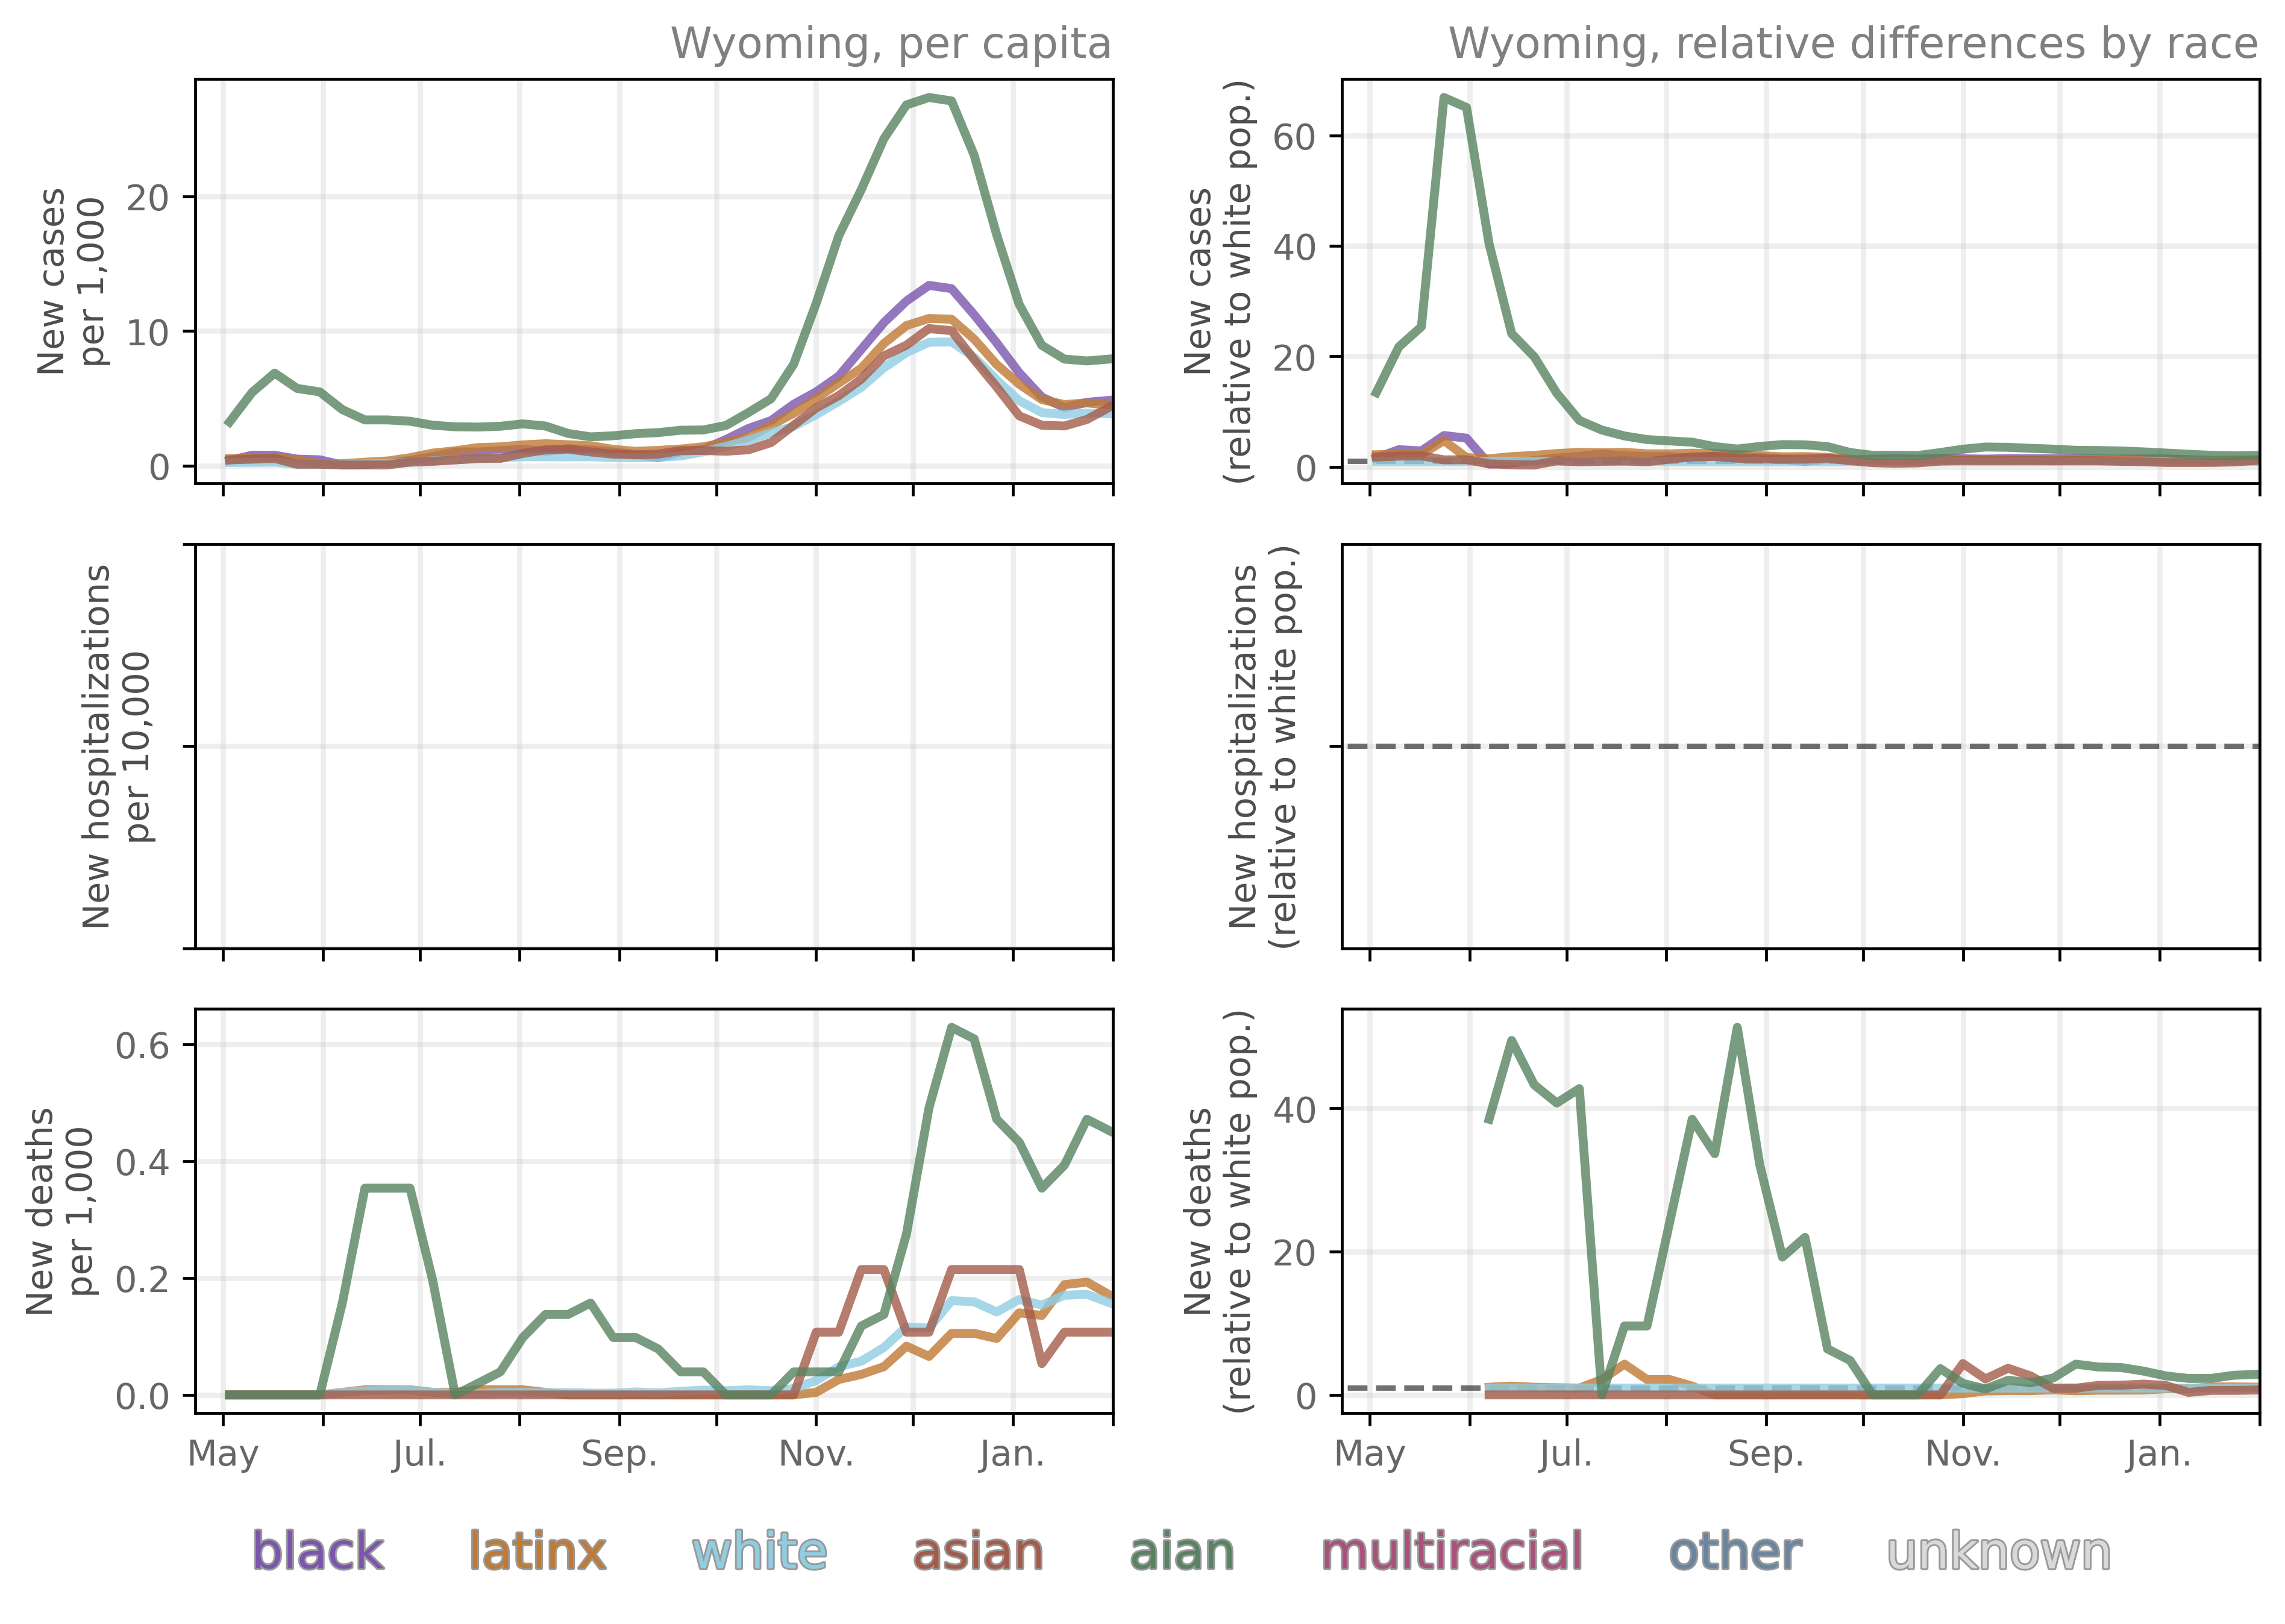 Wyoming, per capita
Wyoming, relative differences by race
New cases
per 1,000
20
10
0
New cases
(relative to white pop.)
60
40
20
0
New hospitalizations
per 10,000
New hospitalizations
(relative to white pop.)
New deaths
per 1,000
0.6
0.4
0.2
0.0
May Jul. Sep. Nov. Jan.
New deaths
(relative to white pop.)
40
20
0
May Jul. Sep. Nov. Jan.
black latinx white asian aian multiracial other unknown